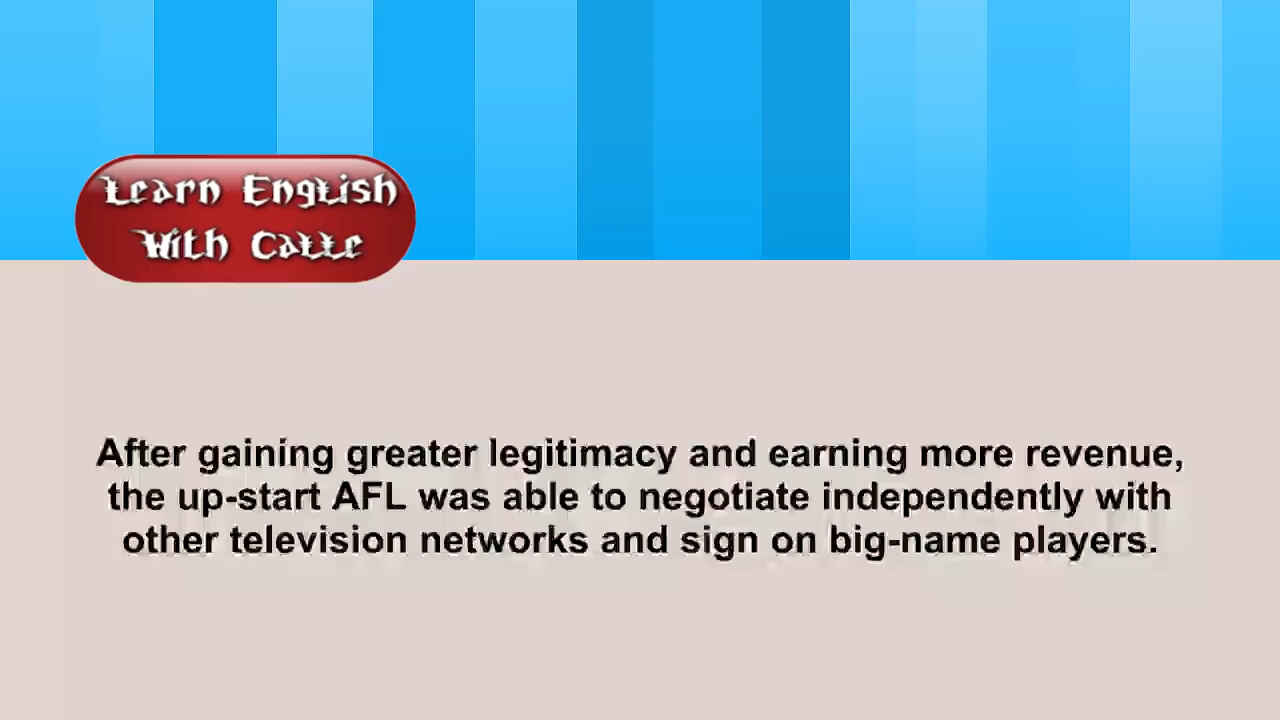 Learn English
With Calle
After gaining greater legitimacy and earning more revenue,
the up-start AFL was able to negotiate independently with
other television networks and sign on big-name players.